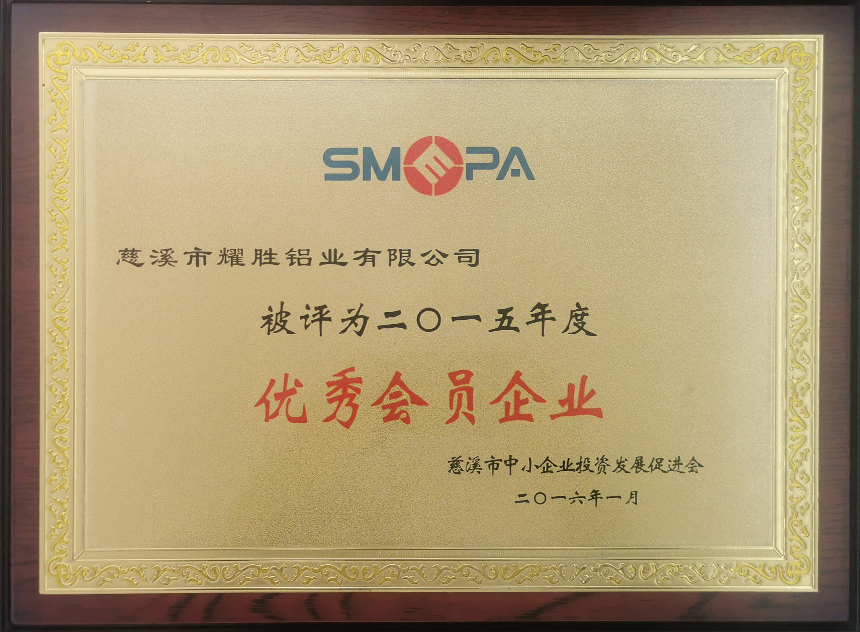 SMEPA
慈溪市耀胜铝业有限公司
被评为二〇一五年度
优秀会员企业
慈溪市中小企业投资发展促进会
二〇一六年一月